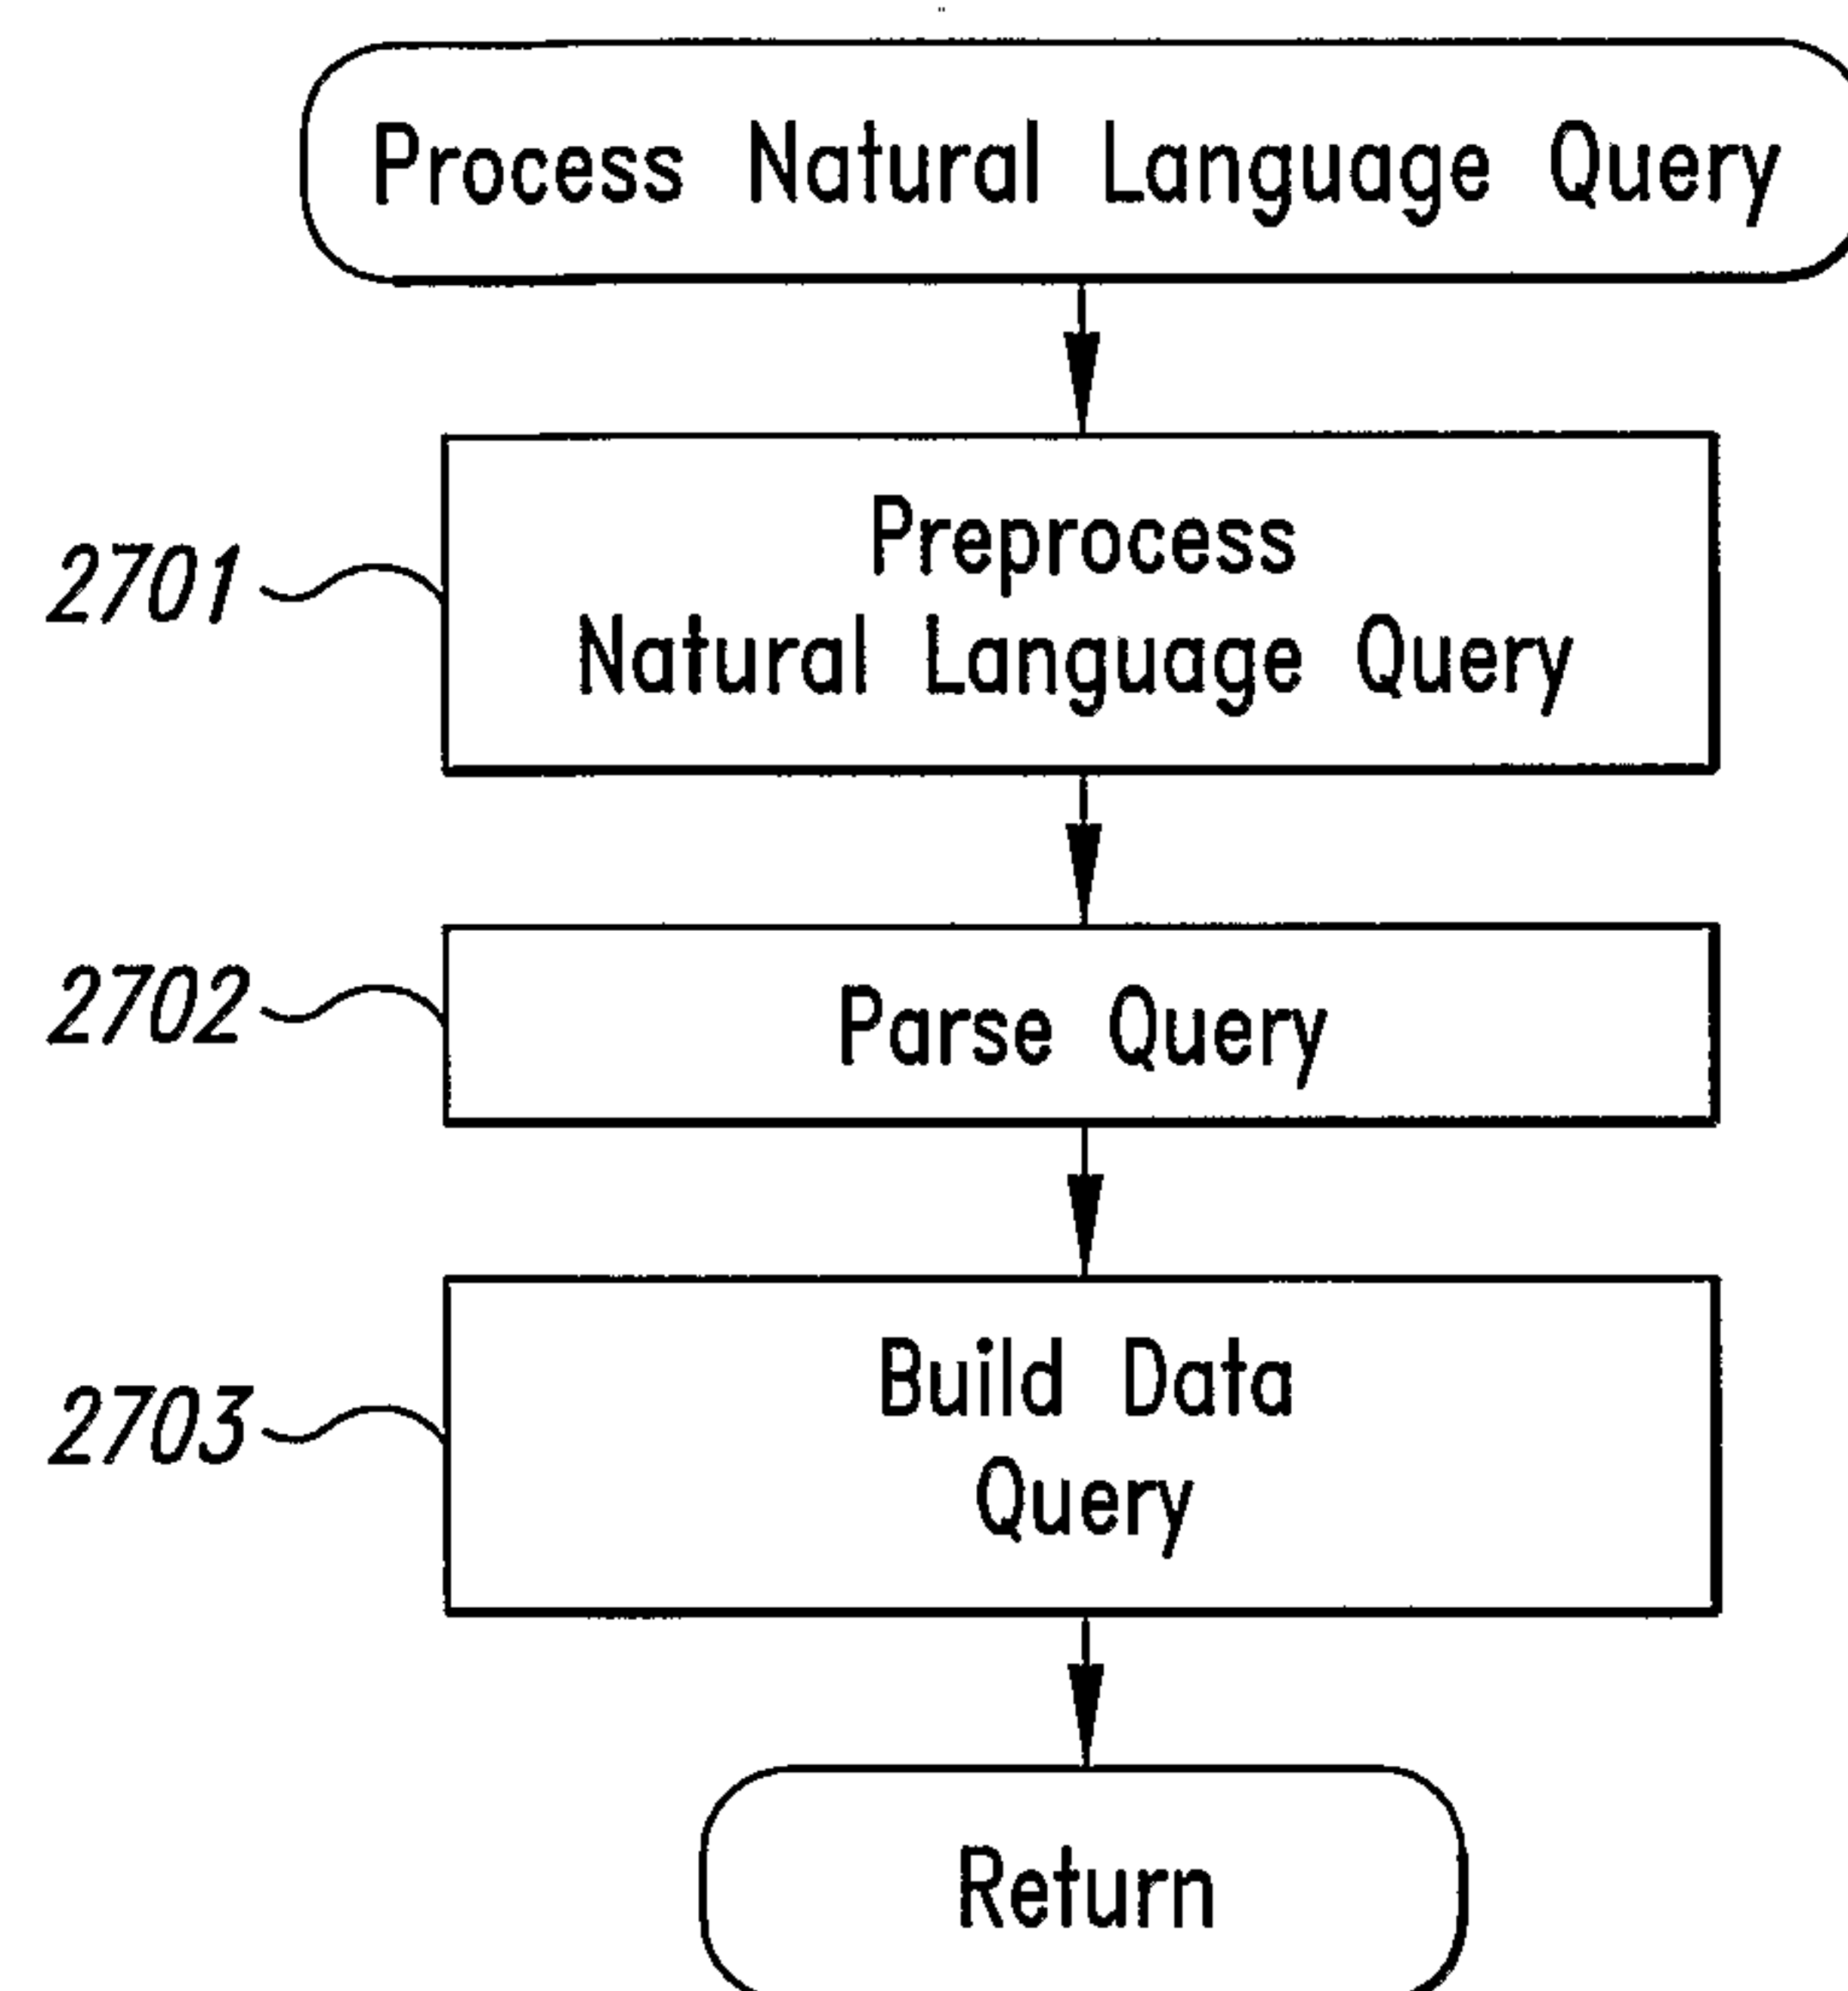 Process Natural Language Query
2701
Preprocess
Natural Language Query
2702
Parse Query
2703
Build Data
Query
Return